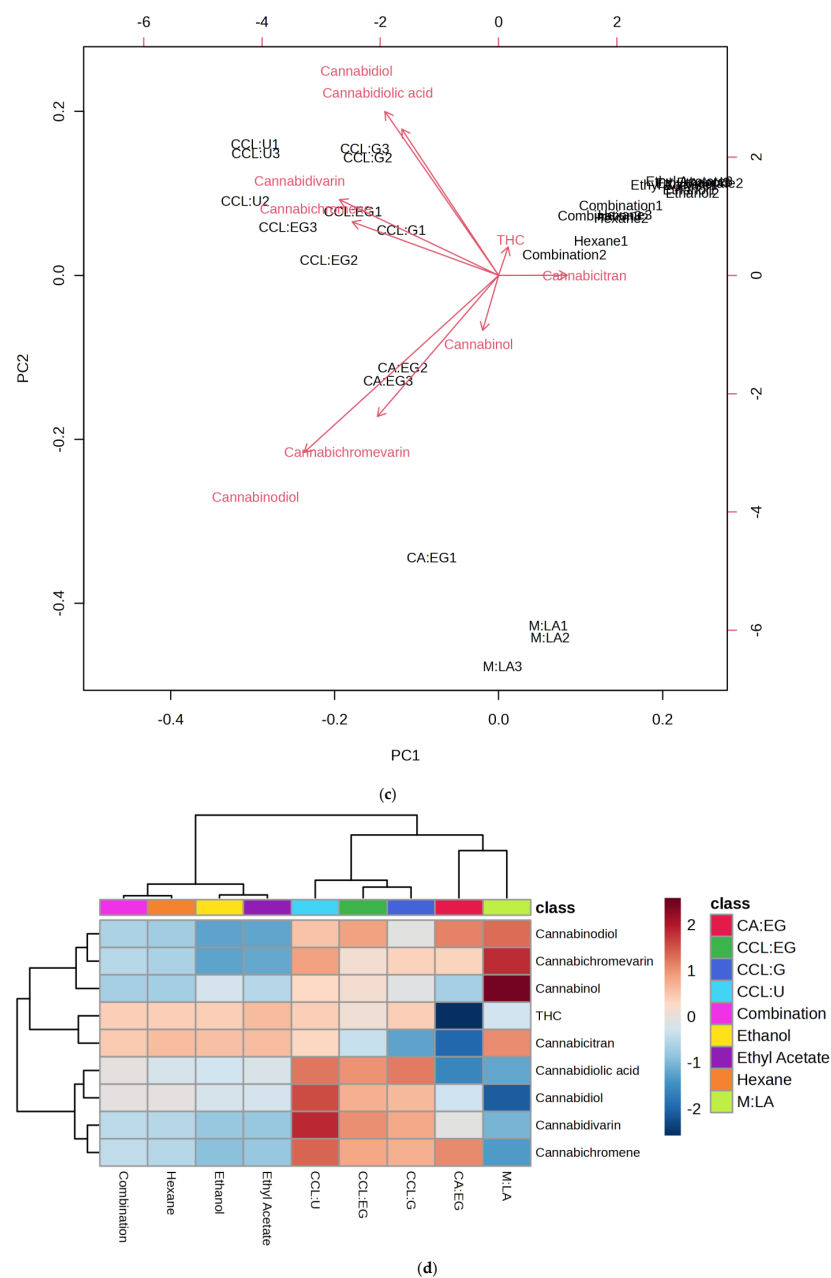 -6 -4 -2 0 2
Cannabidiol
Cannabidiolic acid
CCL:U1
CCL:U3
CCL:G3
CCL:G2
Cannabidivarin
CCL:U2
CCL:EG1
CCL:EG3
CCL:G1
CCL:EG2
THC
Combination1
Hexane2
Hexane1
Combination2
Ethanol2
Cannabicitran
Cannabinol
CA:EG2
CA:EG3
Cannabichromevarin
Cannabinodiol
CA:EG1
M:LA1
M:LA2
M:LA3
0.2
0.0
-0.2
-0.4
PC2
2
0
-2
-4
-6
-0.4 -0.2 0.0 0.2
PC1
(c)
class
Cannabinodiol
Cannabichromevarin
Cannabinol
THC
Cannabicitran
Cannabidiolic acid
Cannabidiol
Cannabidivarin
Cannabichromene
Combination
Hexane
Ethanol
Ethyl Acetate
CCL:U
CCL:EG
CCL:G
CA:EG
M:LA
2
1
0
-1
-2
class
CA:EG
CCL:EG
CCL:G
CCL:U
Combination
Ethanol
Ethyl Acetate
Hexane
M:LA
(d)